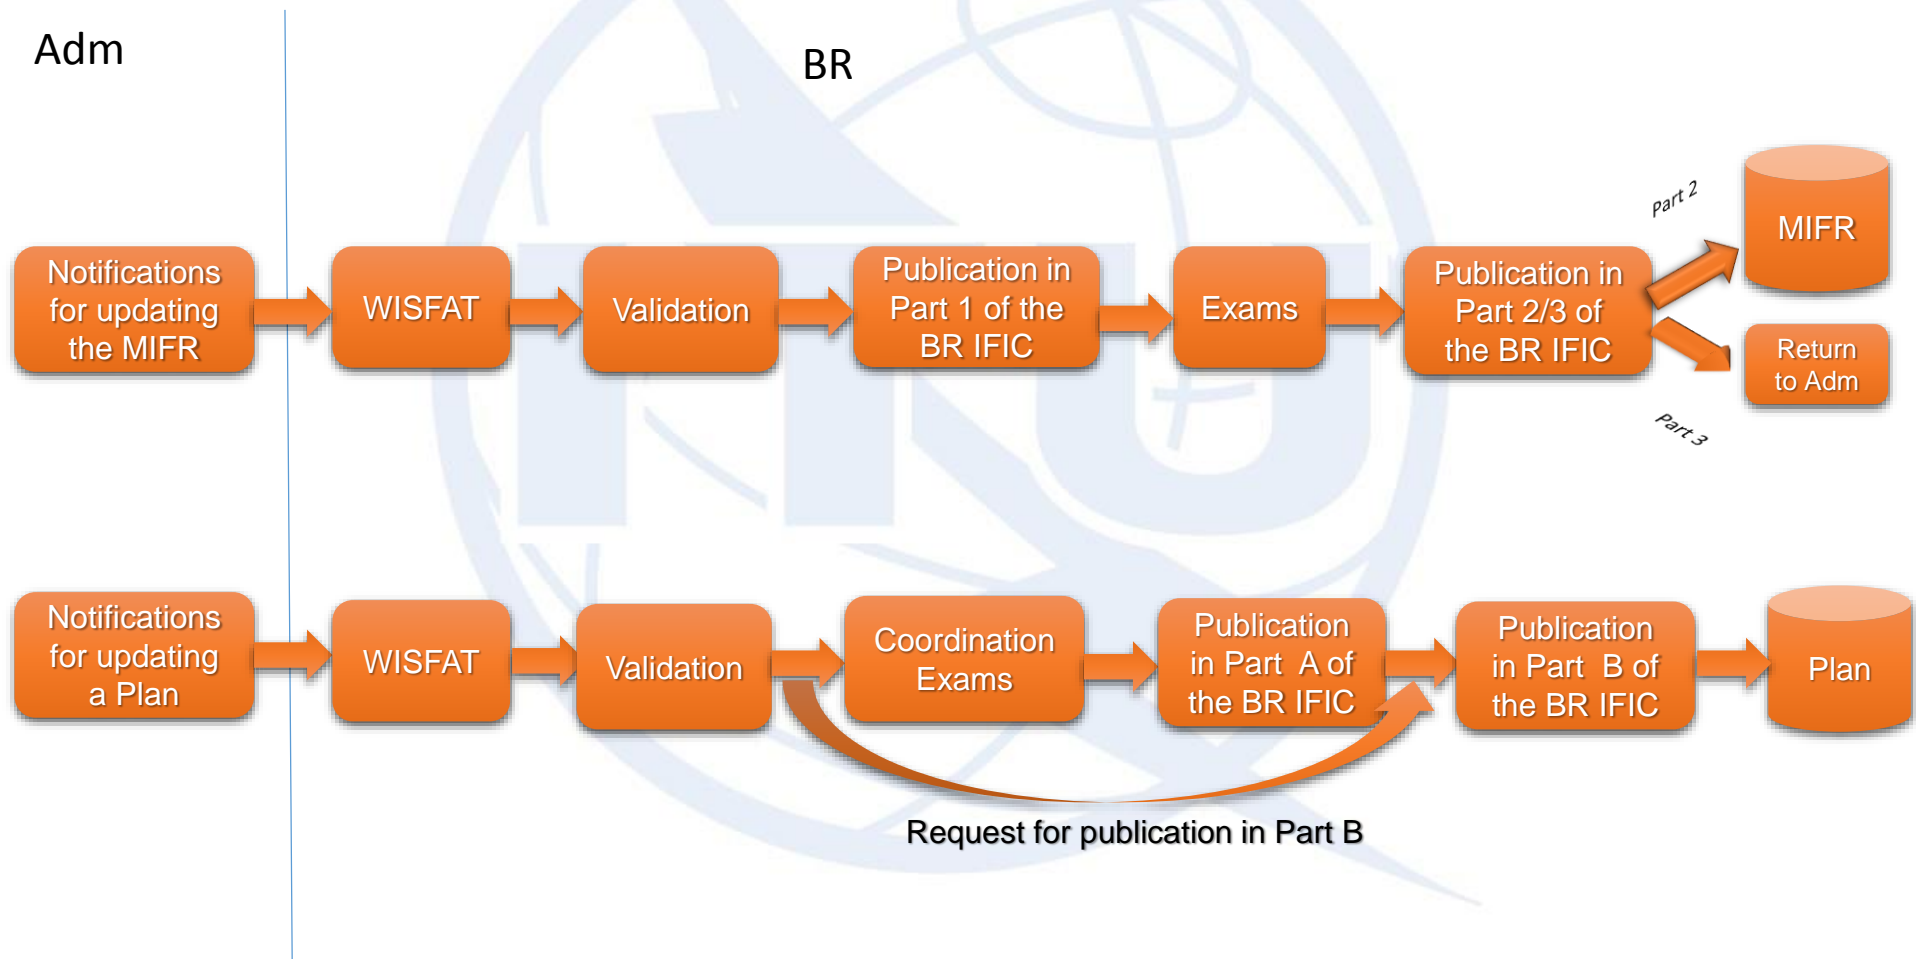 Adm
BR
Notifications
for updating
the MIFR
WISFAT
Validation
Publication in
Part 1 of the
BR IFIC
Exams
Publication in
Part 2/3 of
the BR IFIC
Part 2
MIFR
Return
to Adm
Part 3
Notifications
for updating
a Plan
WISFAT
Validation
Coordination
Exams
Publication
in Part A of
the BR IFIC
Publication
in Part B of
the BR IFIC
Plan
Request for publication in Part B
ITU